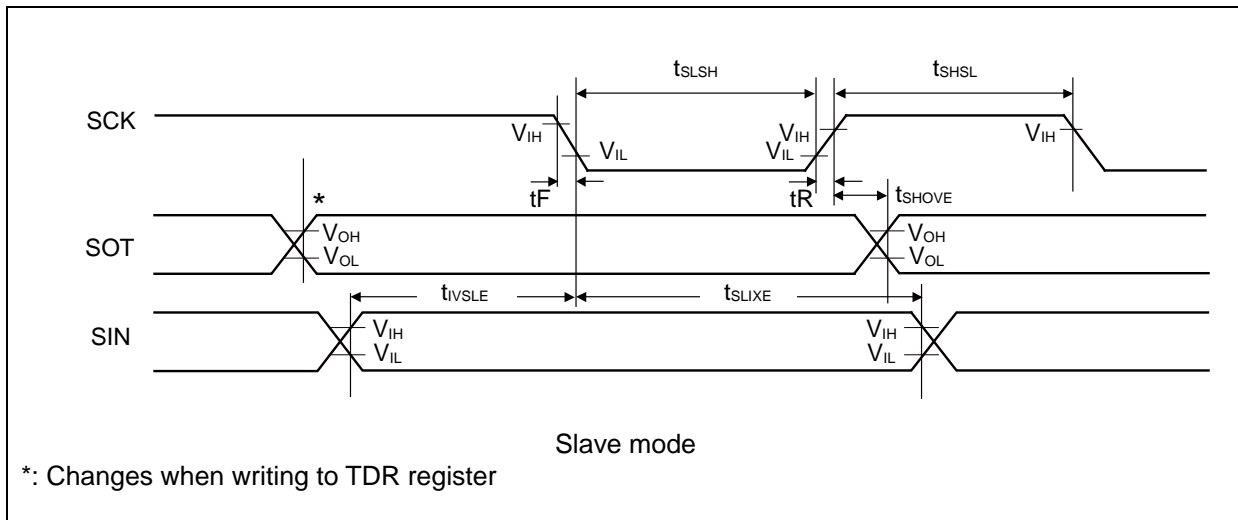 tSLSH
tSHSL
SCK
VIH
VIL
VIL
VIH
VIH
tF
tR
tSHOVE
*
SOT
VOH
VOL
VOH
VOL
tIVSLE
tSLIXE
SIN
VIH
VIL
VIH
VIL
Slave mode
*: Changes when writing to TDR register